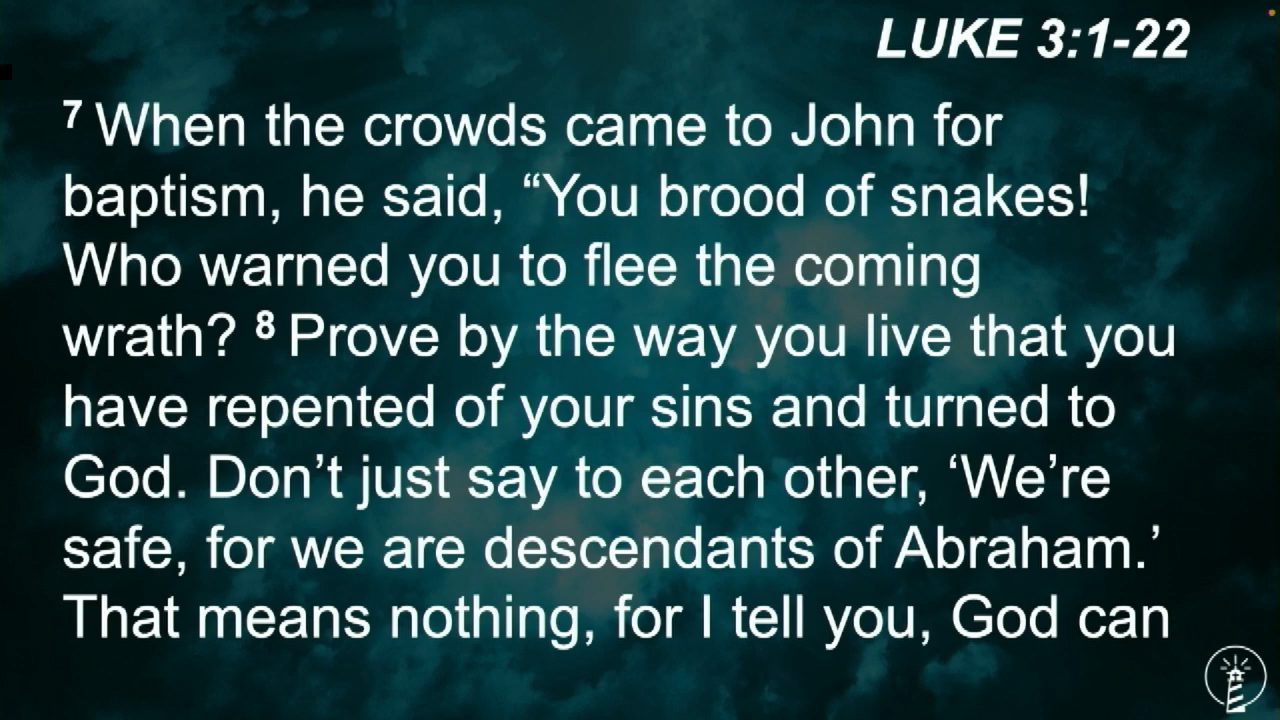 LUKE 3:1-22
7 When the crowds came to John for
baptism, he said, “You brood of snakes!
Who warned you to flee the coming
wrath? 8 Prove by the way you live that you
have repented of your sins and turned to
God. Don’t just say to each other, ‘We’re
safe, for we are descendants of Abraham.’
That means nothing, for I tell you, God can